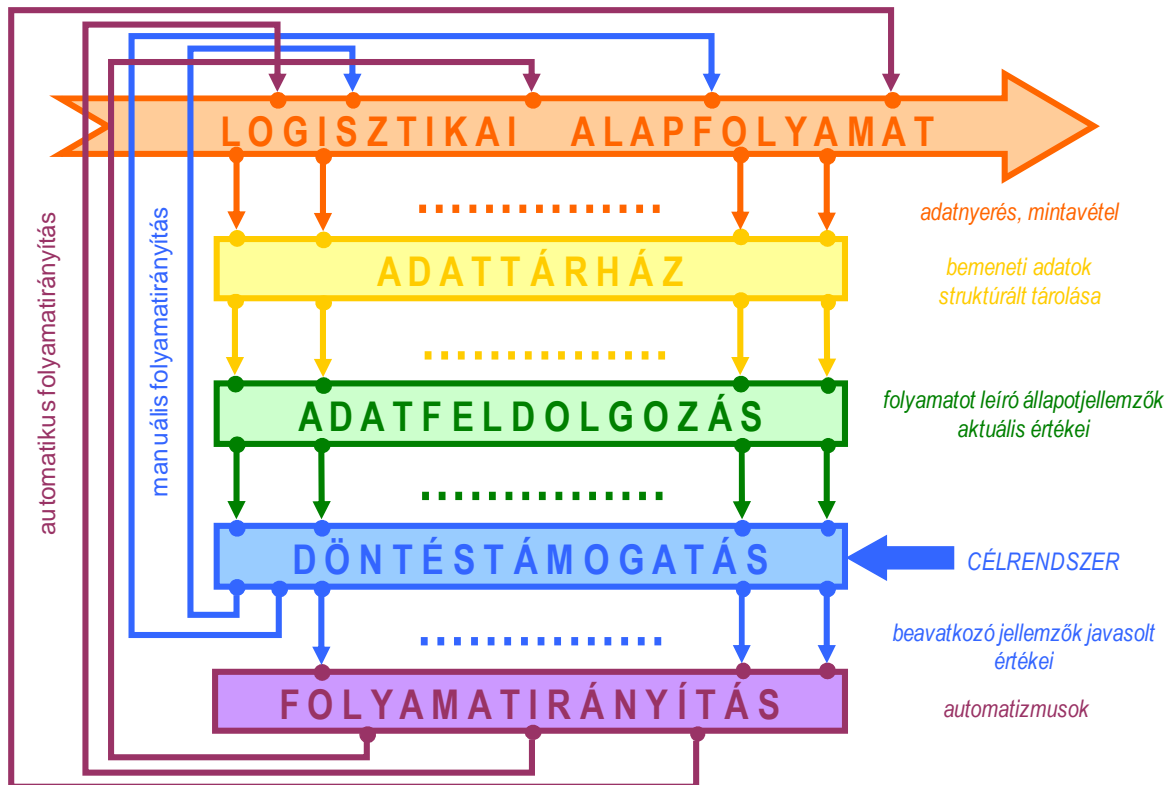 LOGISZTIKAI ALAPFOLYAMAT
adatnyerés, mintavétel
ADATTÁRHÁZ
bemeneti adatok
struktúrált tárolása
ADATFELDOLGOZÁS
folyamatot leíró állapotjellemzők
aktuális értékei
DÖNTÉSTÁMOGATÁS
CÉLRENDSZER
beavatkozó jellemzők javasolt
értékei
FOLYAMATIRÁNYÍTÁS
automatizmusok
automatikus folyamatirányítás
manuális folyamatirányítás